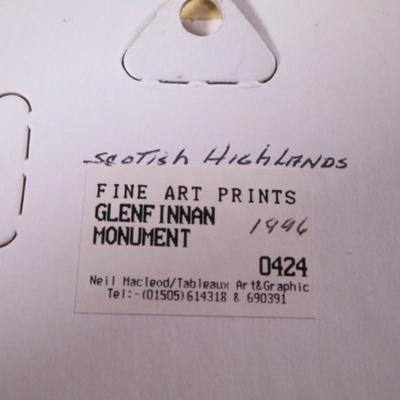 Scotish Highlands
FINE ART PRINTS
GLENFINNAN 1996
MONUMENT
0424
Neil Macleod/Tableaux Art&Graphic
Tel:-(01505)614318 & 690391